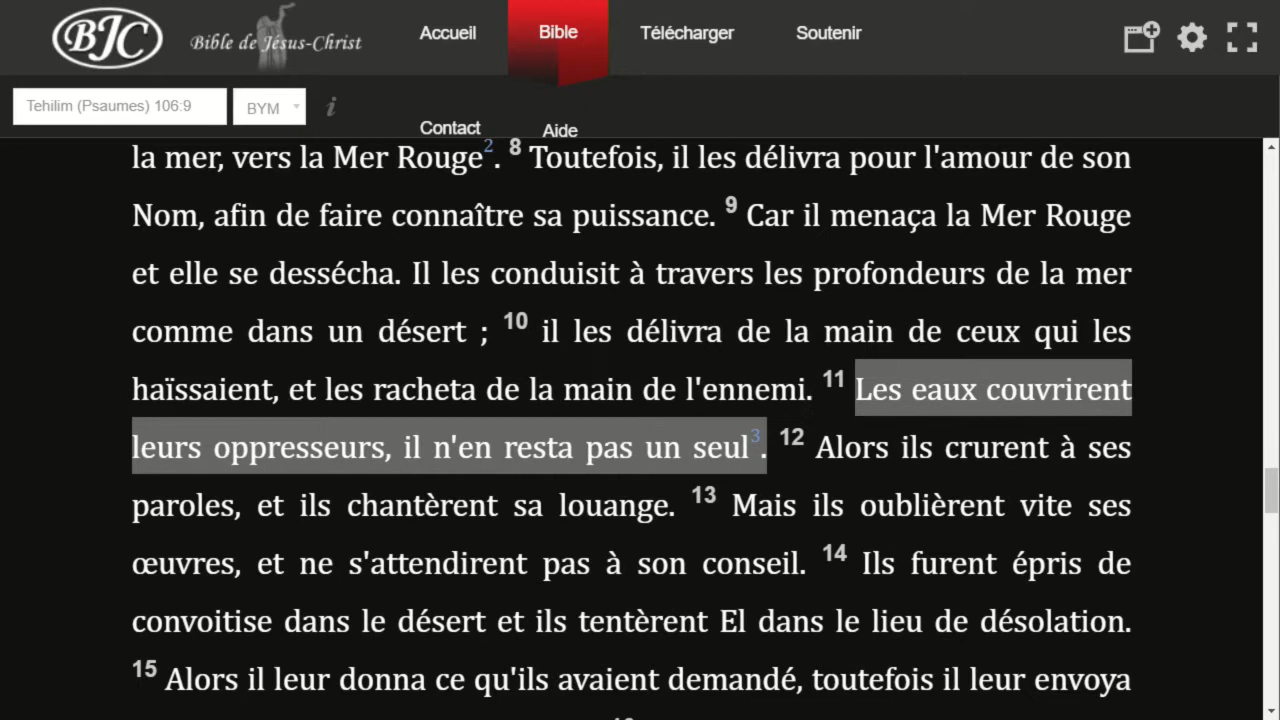 BJC Bible de Jésus-Christ Accueil Bible Télécharger Soutenir
Tehilim (Psaumes) 106:9 BYM i
Contact Aide
la mer, vers la Mer Rouge2. 8 Toutefois, il les délivra pour l'amour de son
Nom, afin de faire connaître sa puissance. 9 Car il menaça la Mer Rouge
et elle se dessécha. Il les conduisit à travers les profondeurs de la mer
comme dans un désert ; 10 il les délivra de la main de ceux qui les
haïssaient, et les racheta de la main de l'ennemi. 11 Les eaux couvrirent
leurs oppresseurs, il n'en resta pas un seul3. 12 Alors ils crurent à ses
paroles, et ils chantèrent sa louange. 13 Mais ils oublièrent vite ses
œuvres, et ne s'attendirent pas à son conseil. 14 Ils furent épris de
convoitise dans le désert et ils tentèrent El dans le lieu de désolation.
15 Alors il leur donna ce qu'ils avaient demandé, toutefois il leur envoya